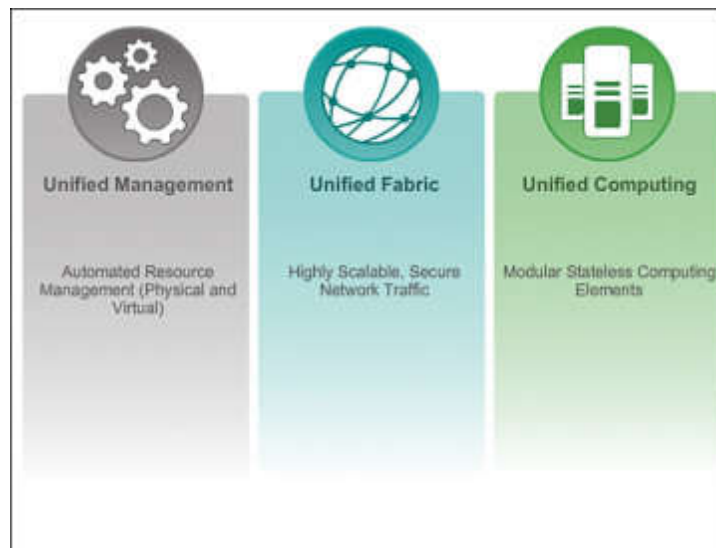 Unified Management
Automated Resource
Management (Physical and
Virtual)
Unified Fabric
Highly Scalable, Secure
Network Traffic
Unified Computing
Modular Stateless Computing
Elements